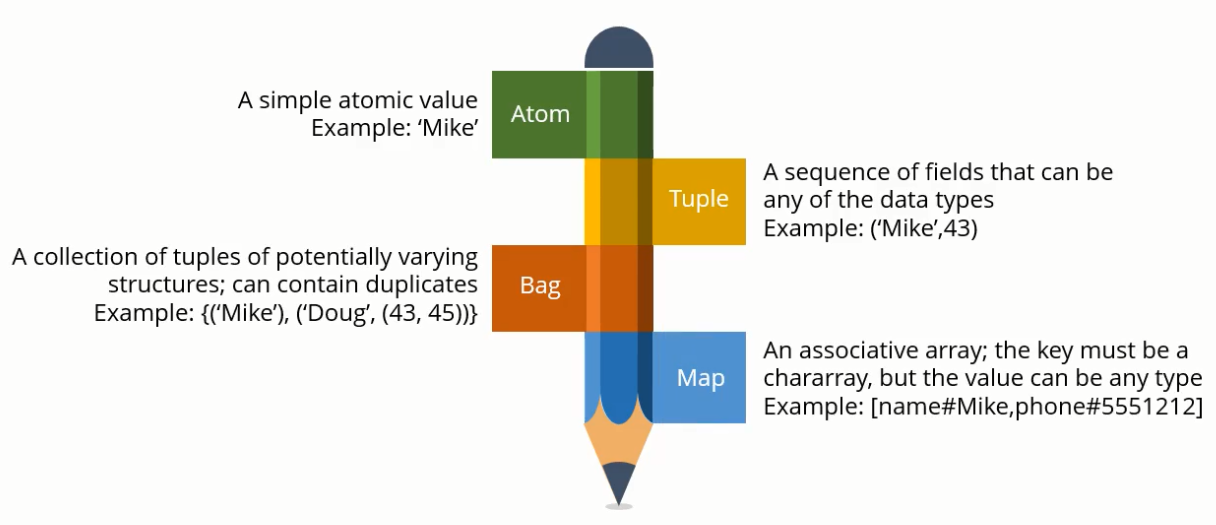 A simple atomic value
Example: ‘Mike’
Atom
Tuple
A sequence of fields that can be
any of the data types
Example: (‘Mike’,43)
A collection of tuples of potentially varying
structures; can contain duplicates
Example: {(‘Mike’), (‘Doug’, (43, 45))}
Bag
Map
An associative array; the key must be a
chararray, but the value can be any type
Example: [name#Mike,phone#5551212]